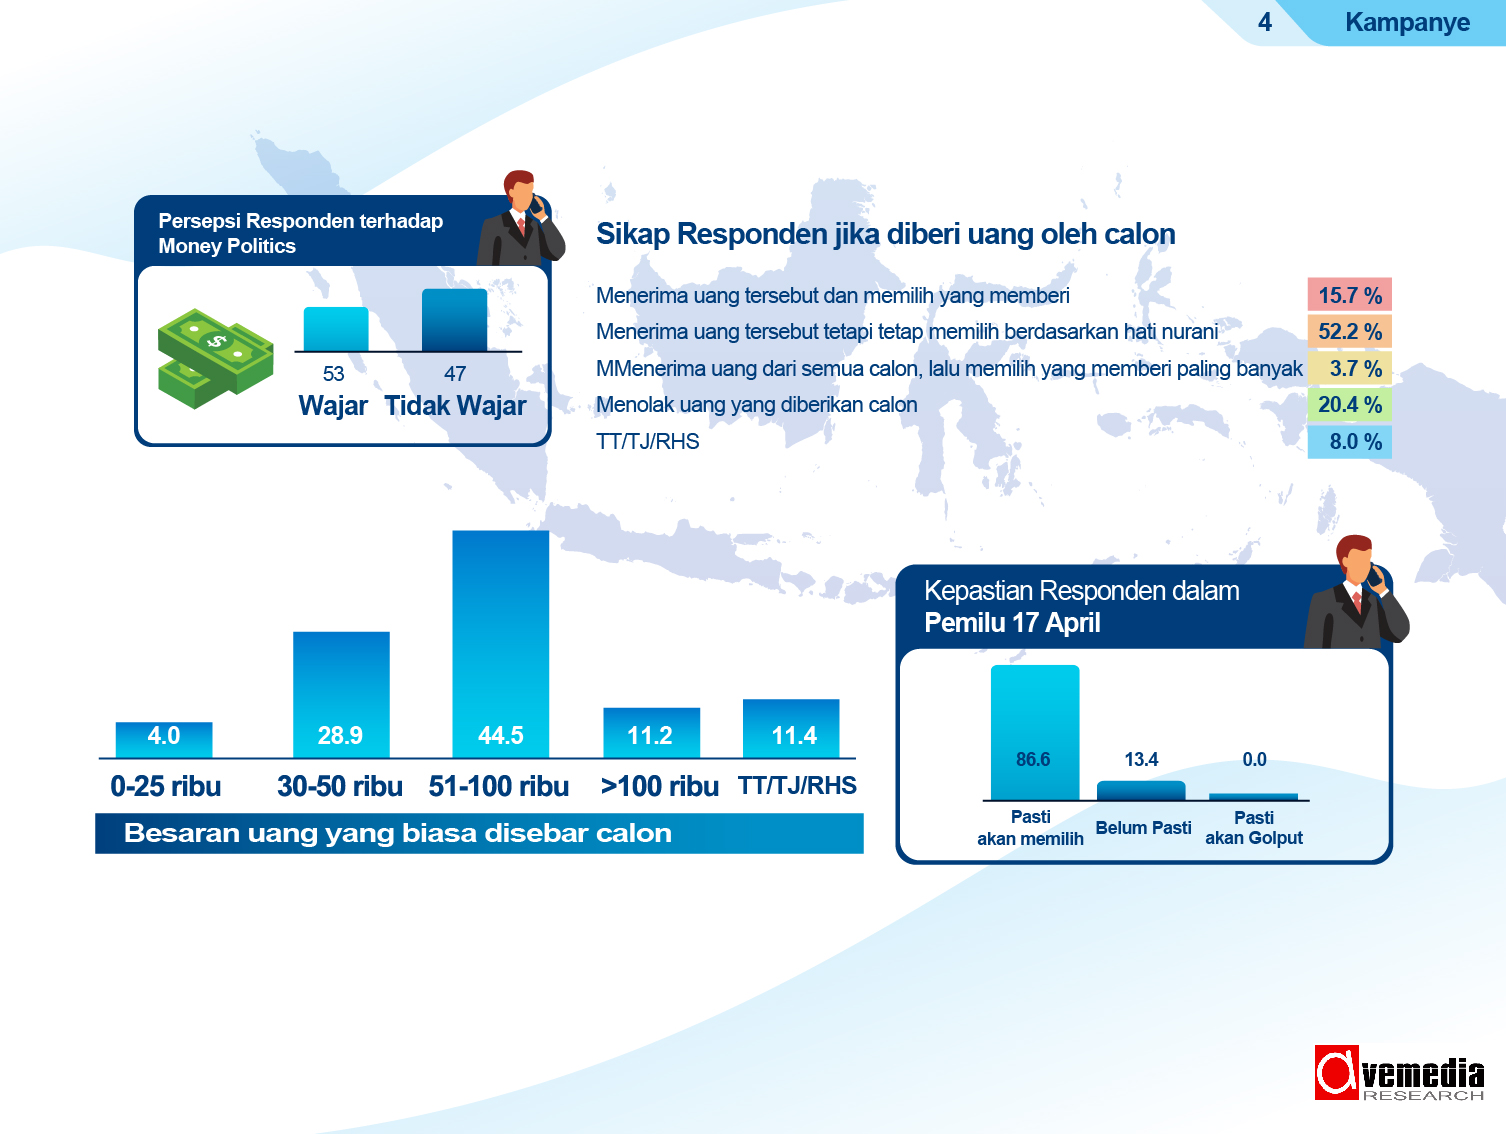 4 Kampanye
Persepsi Responden terhadap
Money Politics
$
53 47
Wajar Tidak Wajar
Sikap Responden jika diberi uang oleh calon
Menerima uang tersebut dan memilih yang memberi 15.7 %
Menerima uang tersebut tetapi tetap memilih berdasarkan hati nurani 52.2 %
MMenerima uang dari semua calon, lalu memilih yang memberi paling banyak 3.7 %
Menolak uang yang diberikan calon 20.4 %
TT/TJ/RHS 8.0 %
4.0 28.9 44.5 11.2 11.4
0-25 ribu 30-50 ribu 51-100 ribu >100 ribu TT/TJ/RHS
Besaran uang yang biasa disebar calon
Kepastian Responden dalam
Pemilu 17 April
86.6 13.4 0.0
Pasti
akan memilih
Belum Pasti
Pasti
akan Golput
avemedia
RESEARCH